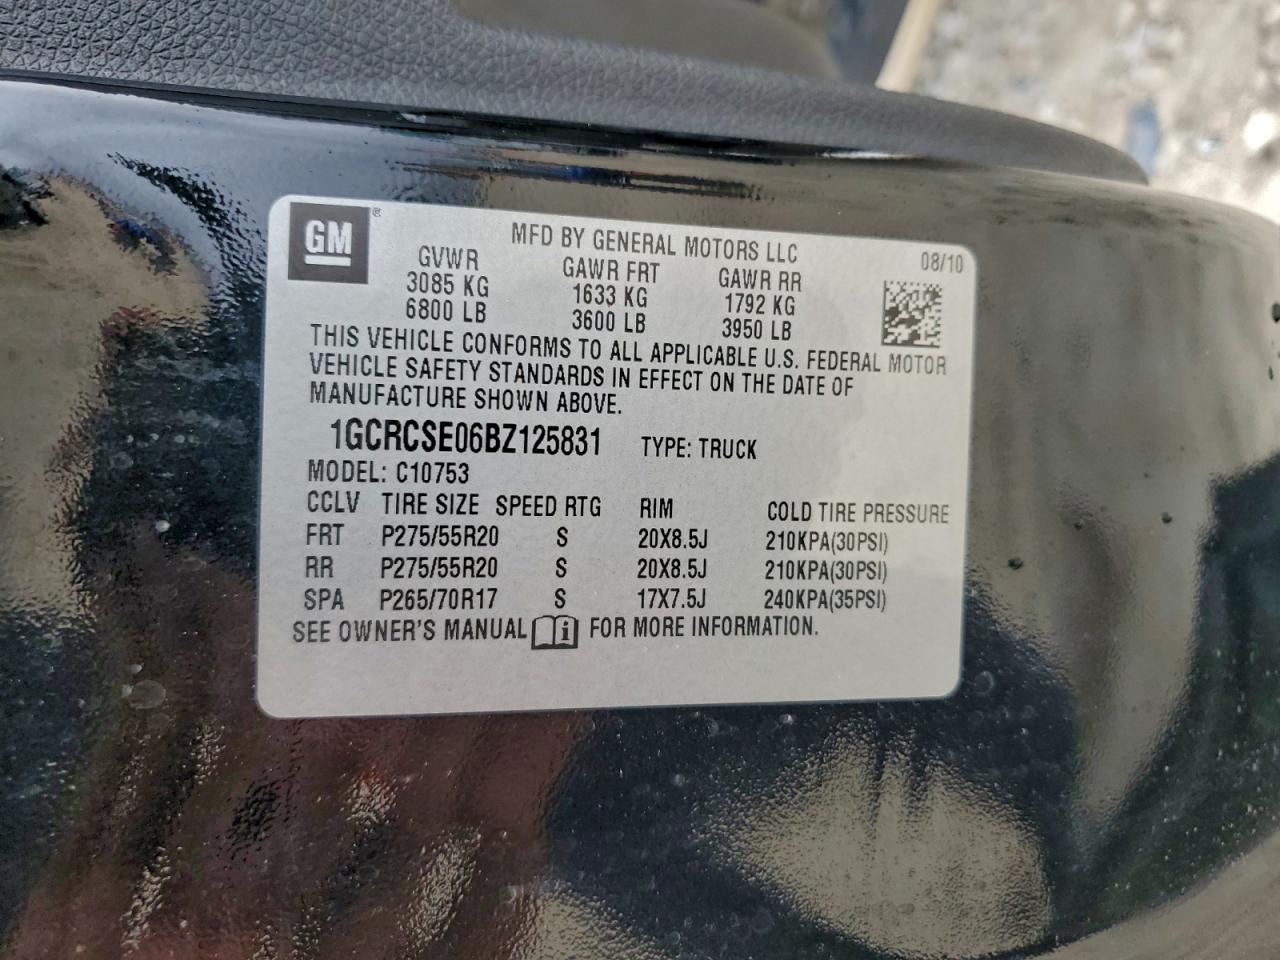 GM ®
MFD BY GENERAL MOTORS LLC 08/10
GVWR GAWR FRT GAWR RR
3085 KG 1633 KG 1792 KG
6800 LB 3600 LB 3950 LB
THIS VEHICLE CONFORMS TO ALL APPLICABLE U.S. FEDERAL MOTOR
VEHICLE SAFETY STANDARDS IN EFFECT ON THE DATE OF
MANUFACTURE SHOWN ABOVE.
1GCRCSE06BZ125831 TYPE: TRUCK
MODEL: C10753
CCLV TIRE SIZE SPEED RTG RIM COLD TIRE PRESSURE
FRT P275/55R20 S 20X8.5J 210KPA(30PSI)
RR P275/55R20 S 20X8.5J 210KPA(30PSI)
SPA P265/70R17 S 17X7.5J 240KPA(35PSI)
SEE OWNER'S MANUAL i FOR MORE INFORMATION.